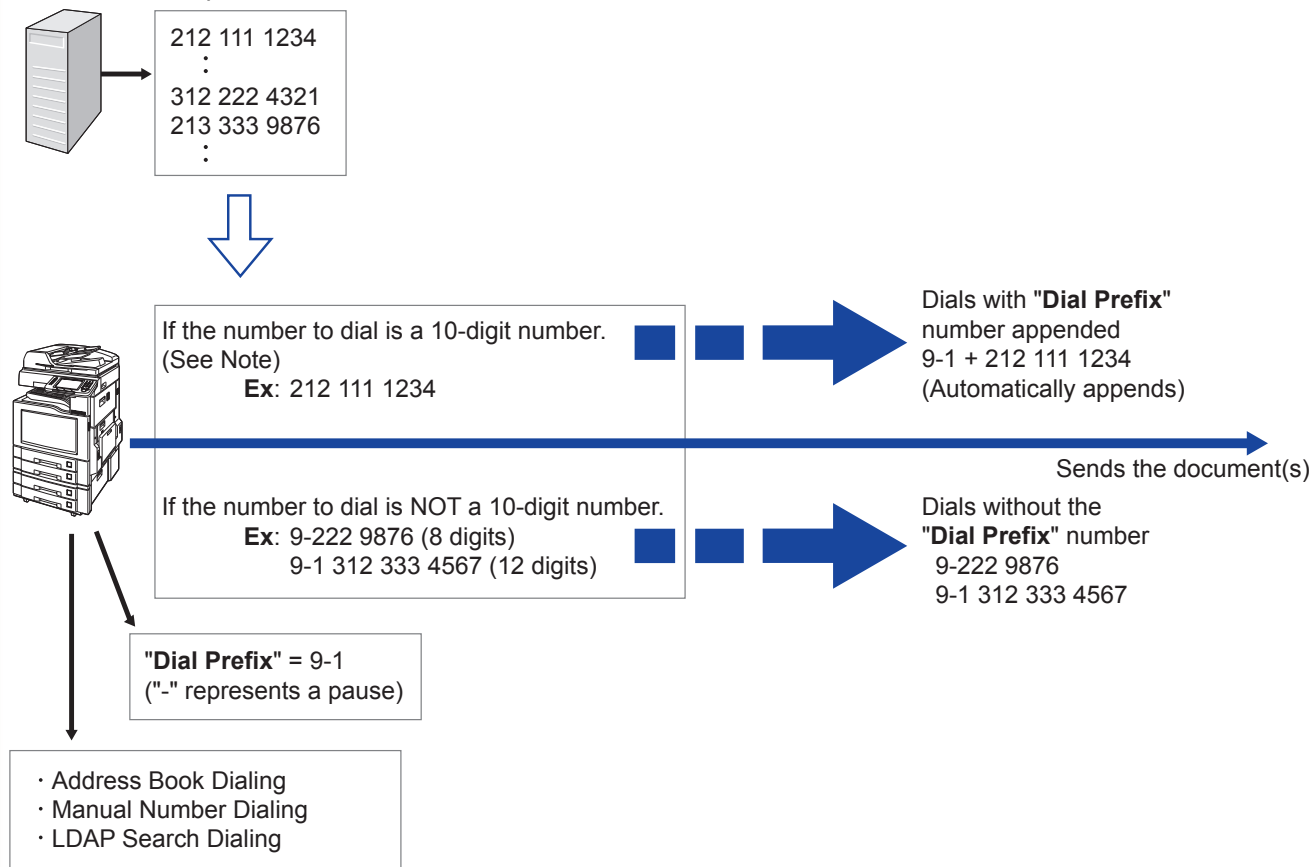 212 111 1234
:
312 222 4321
213 333 9876
:
If the number to dial is a 10-digit number.
(See Note)
Ex: 212 111 1234
Dials with "Dial Prefix"
number appended
9-1 + 212 111 1234
(Automatically appends)
Sends the document(s)
If the number to dial is NOT a 10-digit number.
Ex: 9-222 9876 (8 digits)
9-1 312 333 4567 (12 digits)
Dials without the
"Dial Prefix" number
9-222 9876
9-1 312 333 4567
"Dial Prefix" = 9-1
("-" represents a pause)
・Address Book Dialing
・Manual Number Dialing
・LDAP Search Dialing